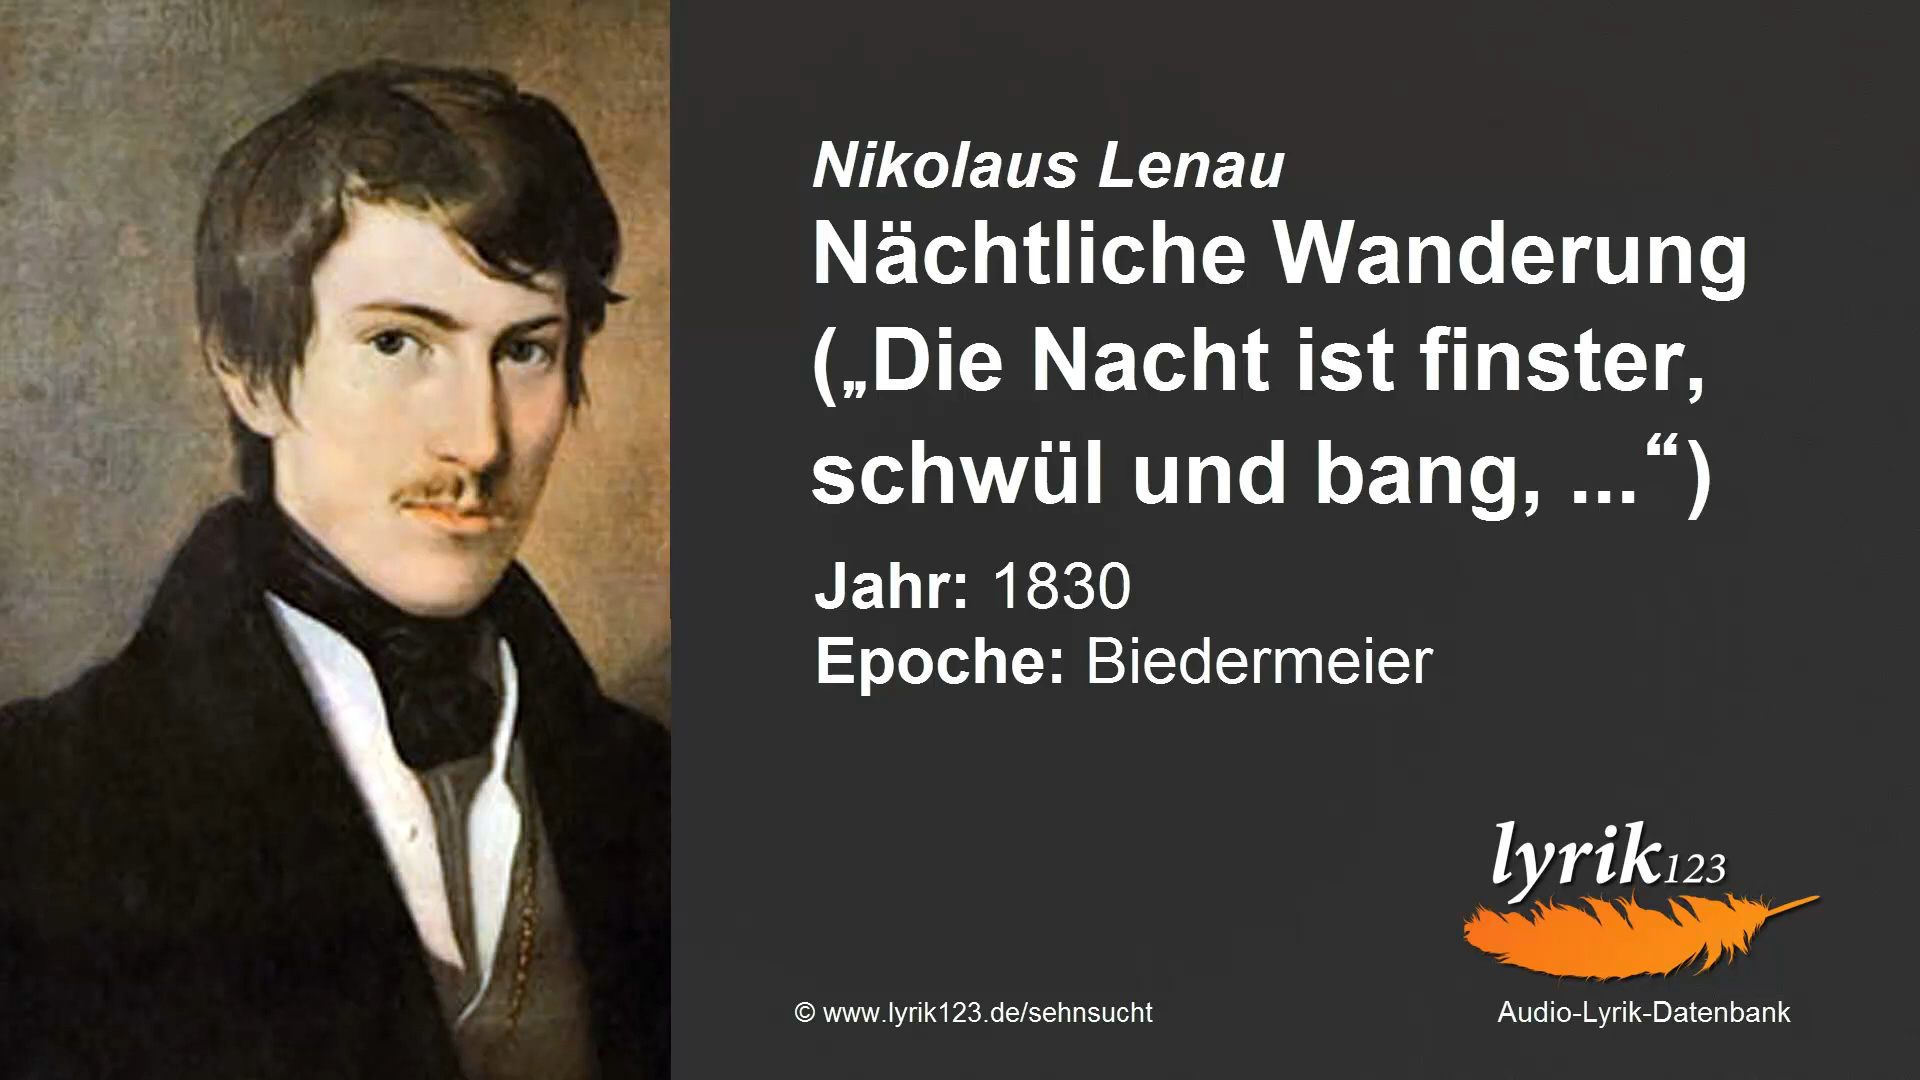 Nikolaus Lenau
Nächtliche Wanderung
(„Die Nacht ist finster,
schwül und bang, ...“)
Jahr: 1830
Epoche: Biedermeier
lyrik123
© www.lyrik123.de/sehnsucht
Audio-Lyrik-Datenbank